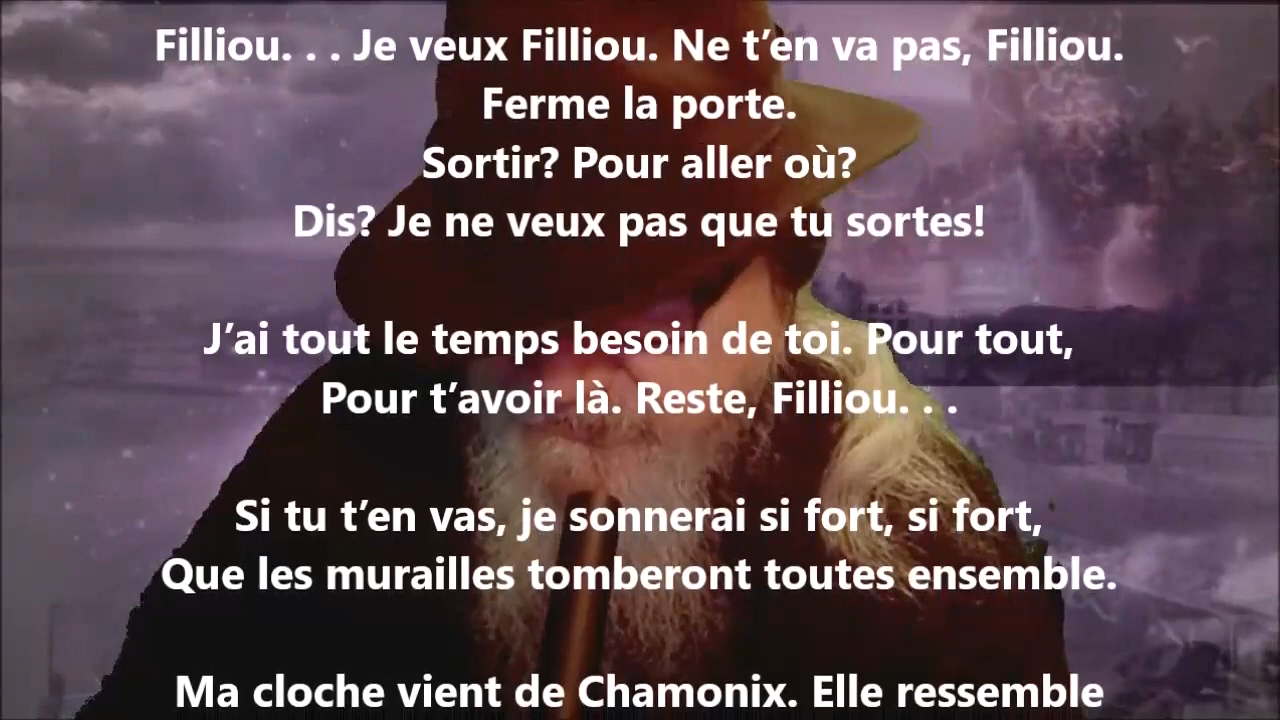 Filliou. . . Je veux Filliou. Ne t’en va pas, Filliou.
Ferme la porte.
Sortir? Pour aller où?
Dis? Je ne veux pas que tu sortes!
J’ai tout le temps besoin de toi. Pour tout,
Pour t’avoir là. Reste, Filliou. . .
Si tu t’en vas, je sonnerai si fort, si fort,
Que les murailles tomberont toutes ensemble.
Ma cloche vient de Chamonix. Elle ressemble